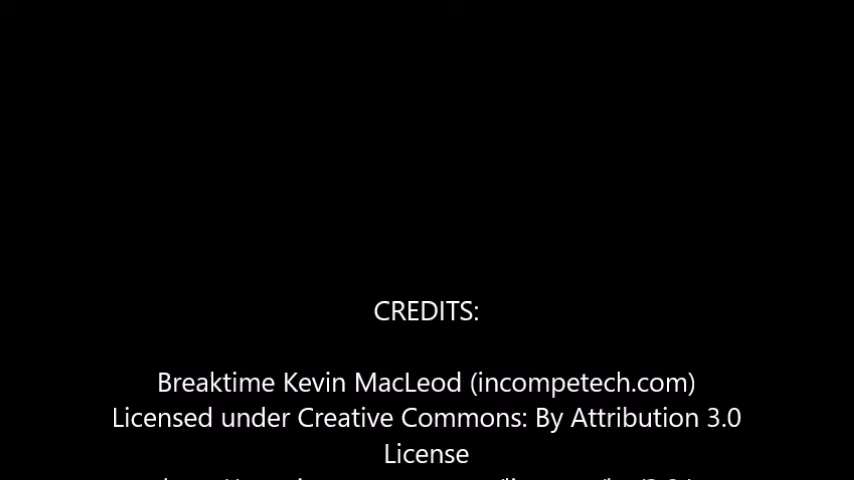 CREDITS:
Breaktime Kevin MacLeod (incompetech.com)
Licensed under Creative Commons: By Attribution 3.0
License